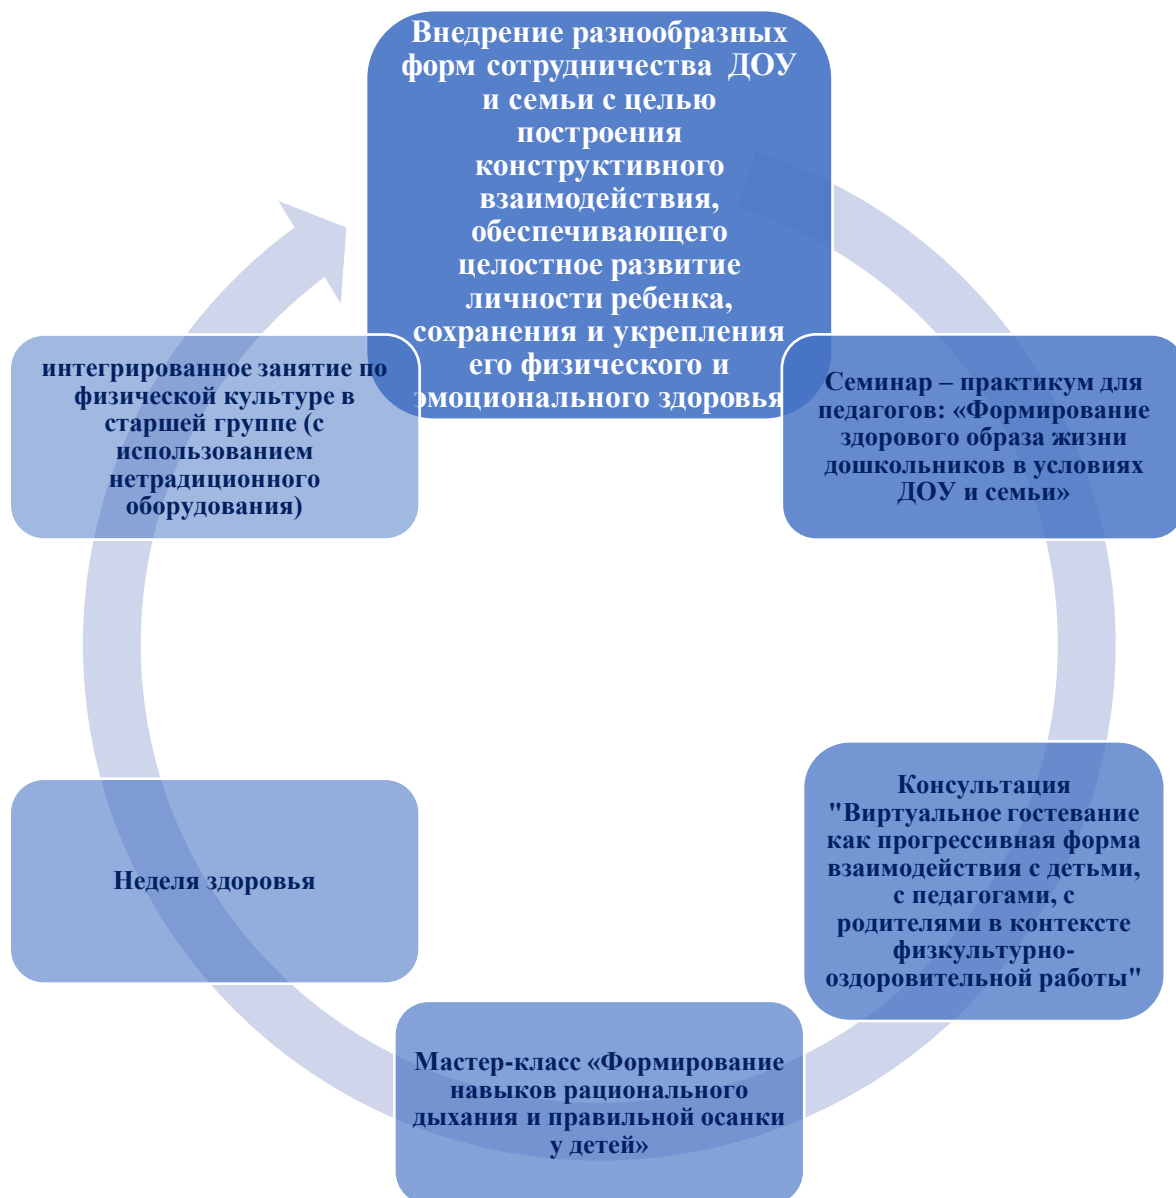 Внедрение разнообразных
форм сотрудничества ДОУ
и семьи с целью
построения
конструктивного
взаимодействия,
обеспечивающего
целостное развитие
личности ребенка,
сохранения и укрепления
его физического и
эмоционального здоровья
Семинар – практикум для
педагогов: «Формирование
здорового образа жизни
дошкольников в условиях
ДОУ и семьи»
Консультация
"Виртуальное гостевание
как прогрессивная форма
взаимодействия с детьми,
с педагогами, с
родителями в контексте
физкультурно-
оздоровительной работы"
Мастер-класс «Формирование
навыков рационального
дыхания и правильной осанки
у детей»
Неделя здоровья
интегрированное занятие по
физической культуре в
старшей группе (с
использованием
нетрадиционного
оборудования)